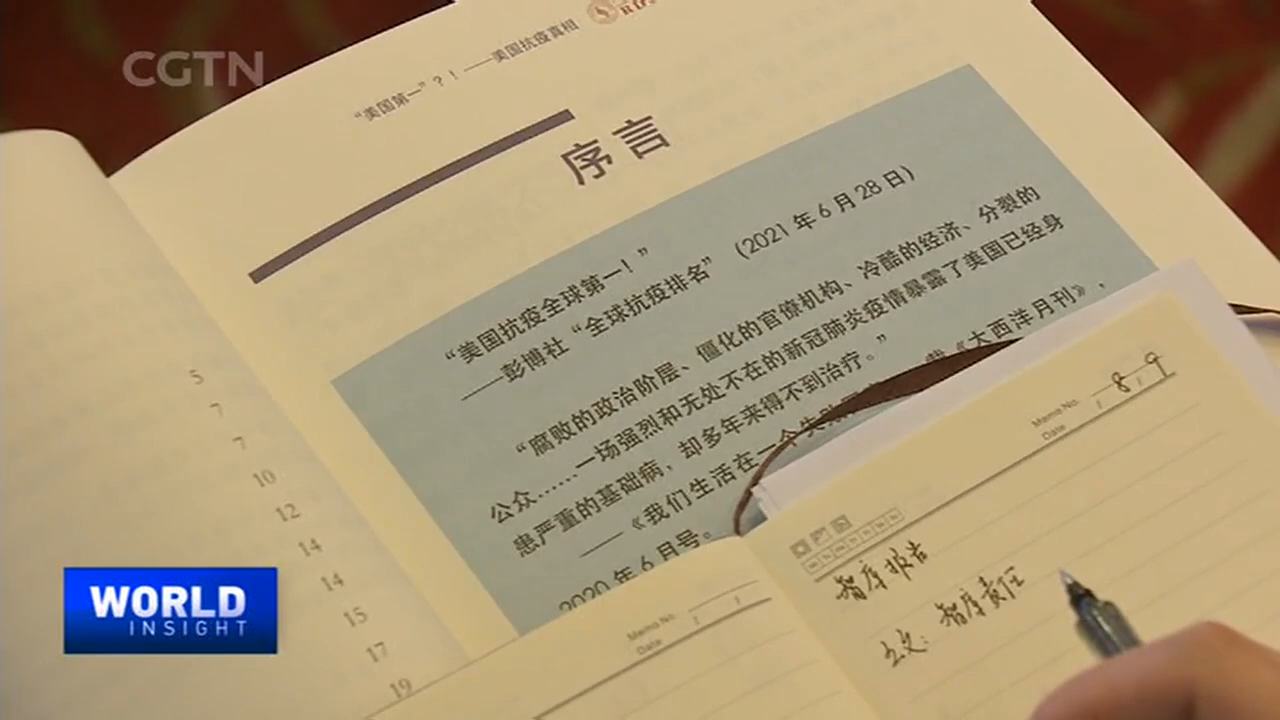 CGTN
“美国第一”？！——美国抗疫真相
序言
“美国抗疫全球第一！”
——彭博社“全球抗疫排名”（2021年6月28日）
“腐败的政治阶层、僵化的官僚机构、冷酷的经济、分裂的
公众……一场强烈和无处不在的新冠肺炎疫情暴露了美国已经身
患严重的基础病，却多年来得不到治疗。”
——《我们生活在一个失败 《大西洋月刊》，
2020年6月号。
5
7
7
10
12
14
14
15
17
19
Memo No.
Date
8 9
智库报告
智库责任
Memo No.
Date
WORLD
INSIGHT